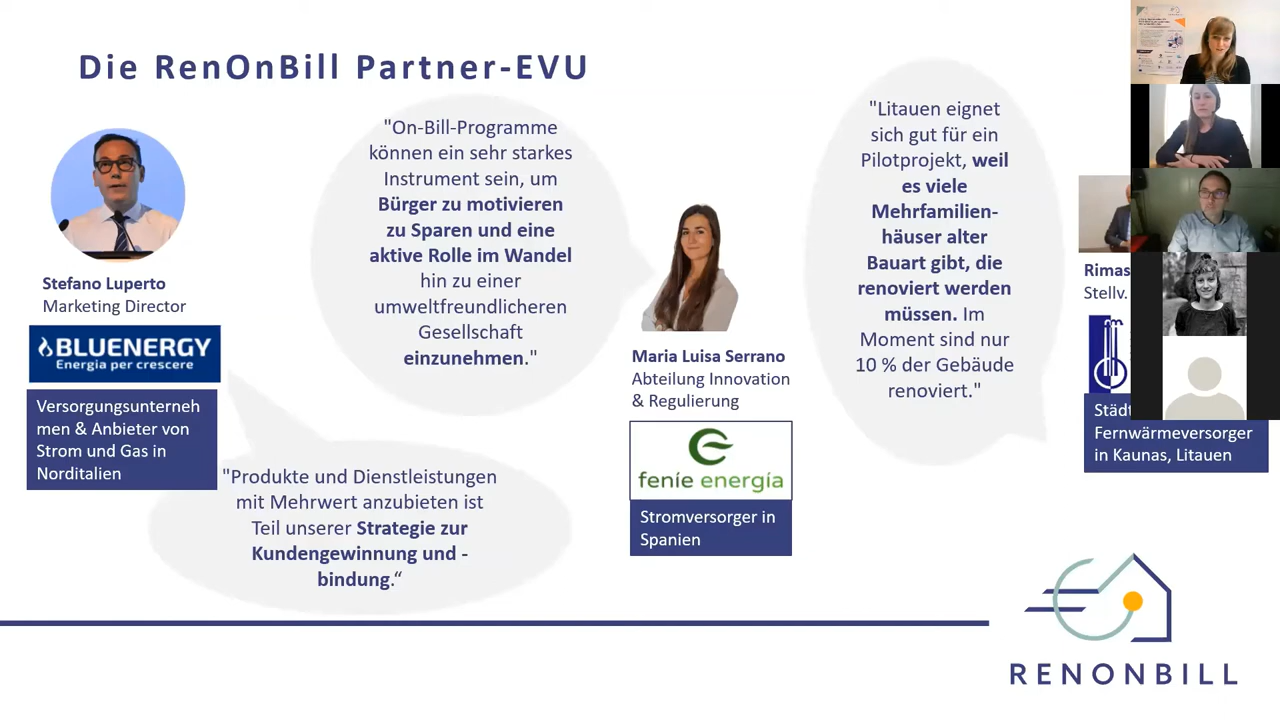 Die RenOnBill Partner-EVU
Stefano Luperto
Marketing Director
BLUENERGY
Energia per crescere
Versorgungsunterneh
men & Anbieter von
Strom und Gas in
Norditalien
"Produkte und Dienstleistungen
mit Mehrwert anzubieten ist
Teil unserer Strategie zur
Kundengewinnung und -
bindung.“
"On-Bill-Programme
können ein sehr starkes
Instrument sein, um
Bürger zu motivieren
zu Sparen und eine
aktive Rolle im Wandel
hin zu einer
umweltfreundlicheren
Gesellschaft
einzunehmen."
Maria Luisa Serrano
Abteilung Innovation
& Regulierung
feníe energía
Stromversorger in
Spanien
"Litauen eignet
sich gut für ein
Pilotprojekt, weil
es viele
Mehrfamilien-
häuser alter
Bauart gibt, die
renoviert werden
müssen. Im
Moment sind nur
10 % der Gebäude
renoviert."
Rimas
Stellv.
Städt
Fernwärmeversorger
in Kaunas, Litauen
RENONBILL